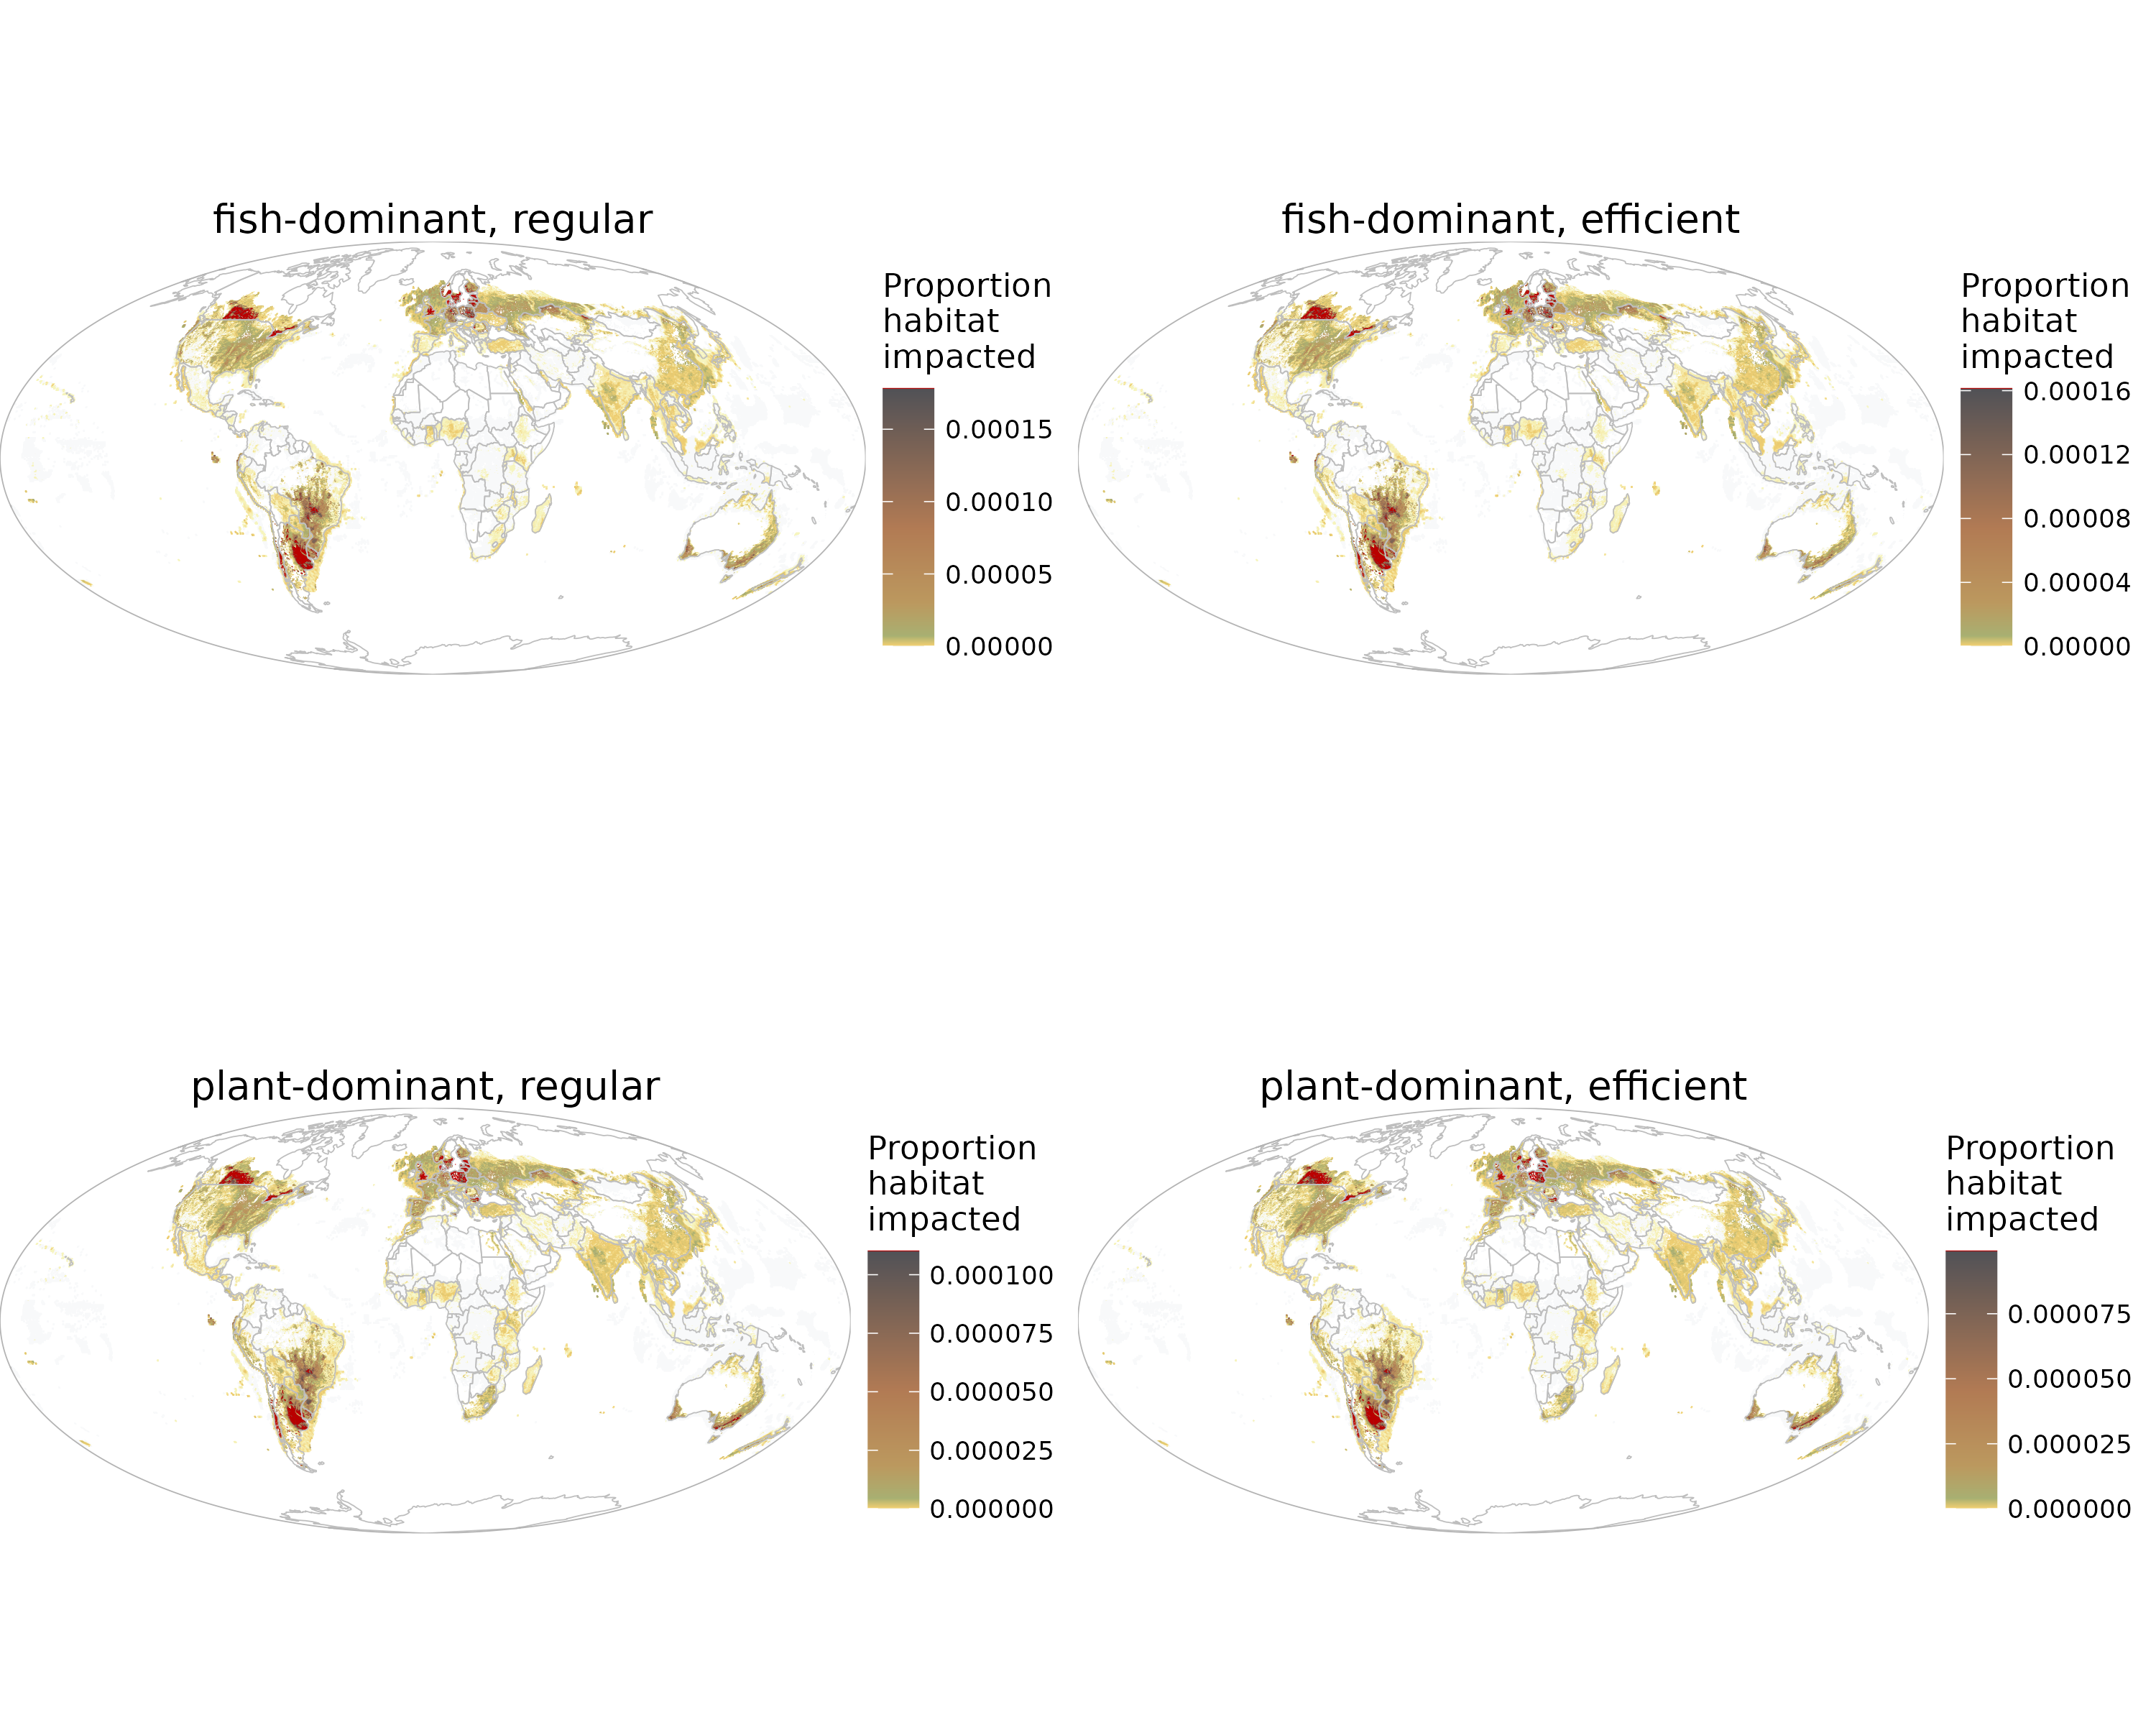 fish-dominant, regular
Proportion
habitat
impacted
0.00015
0.00010
0.00005
0.00000
fish-dominant, efficient
Proportion
habitat
impacted
0.00016
0.00012
0.00008
0.00004
0.00000
plant-dominant, regular
Proportion
habitat
impacted
0.000100
0.000075
0.000050
0.000025
0.000000
plant-dominant, efficient
Proportion
habitat
impacted
0.000075
0.000050
0.000025
0.000000